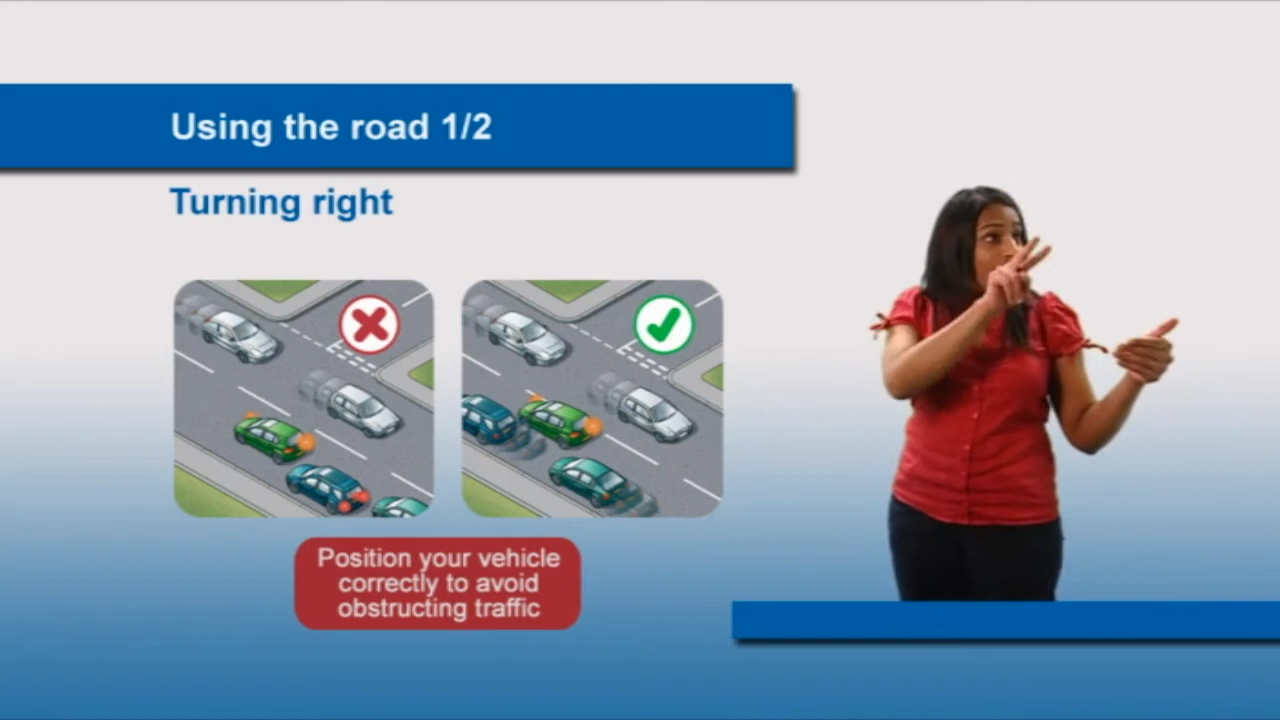 Using the road 1/2
Turning right
Position your vehicle
correctly to avoid
obstructing traffic